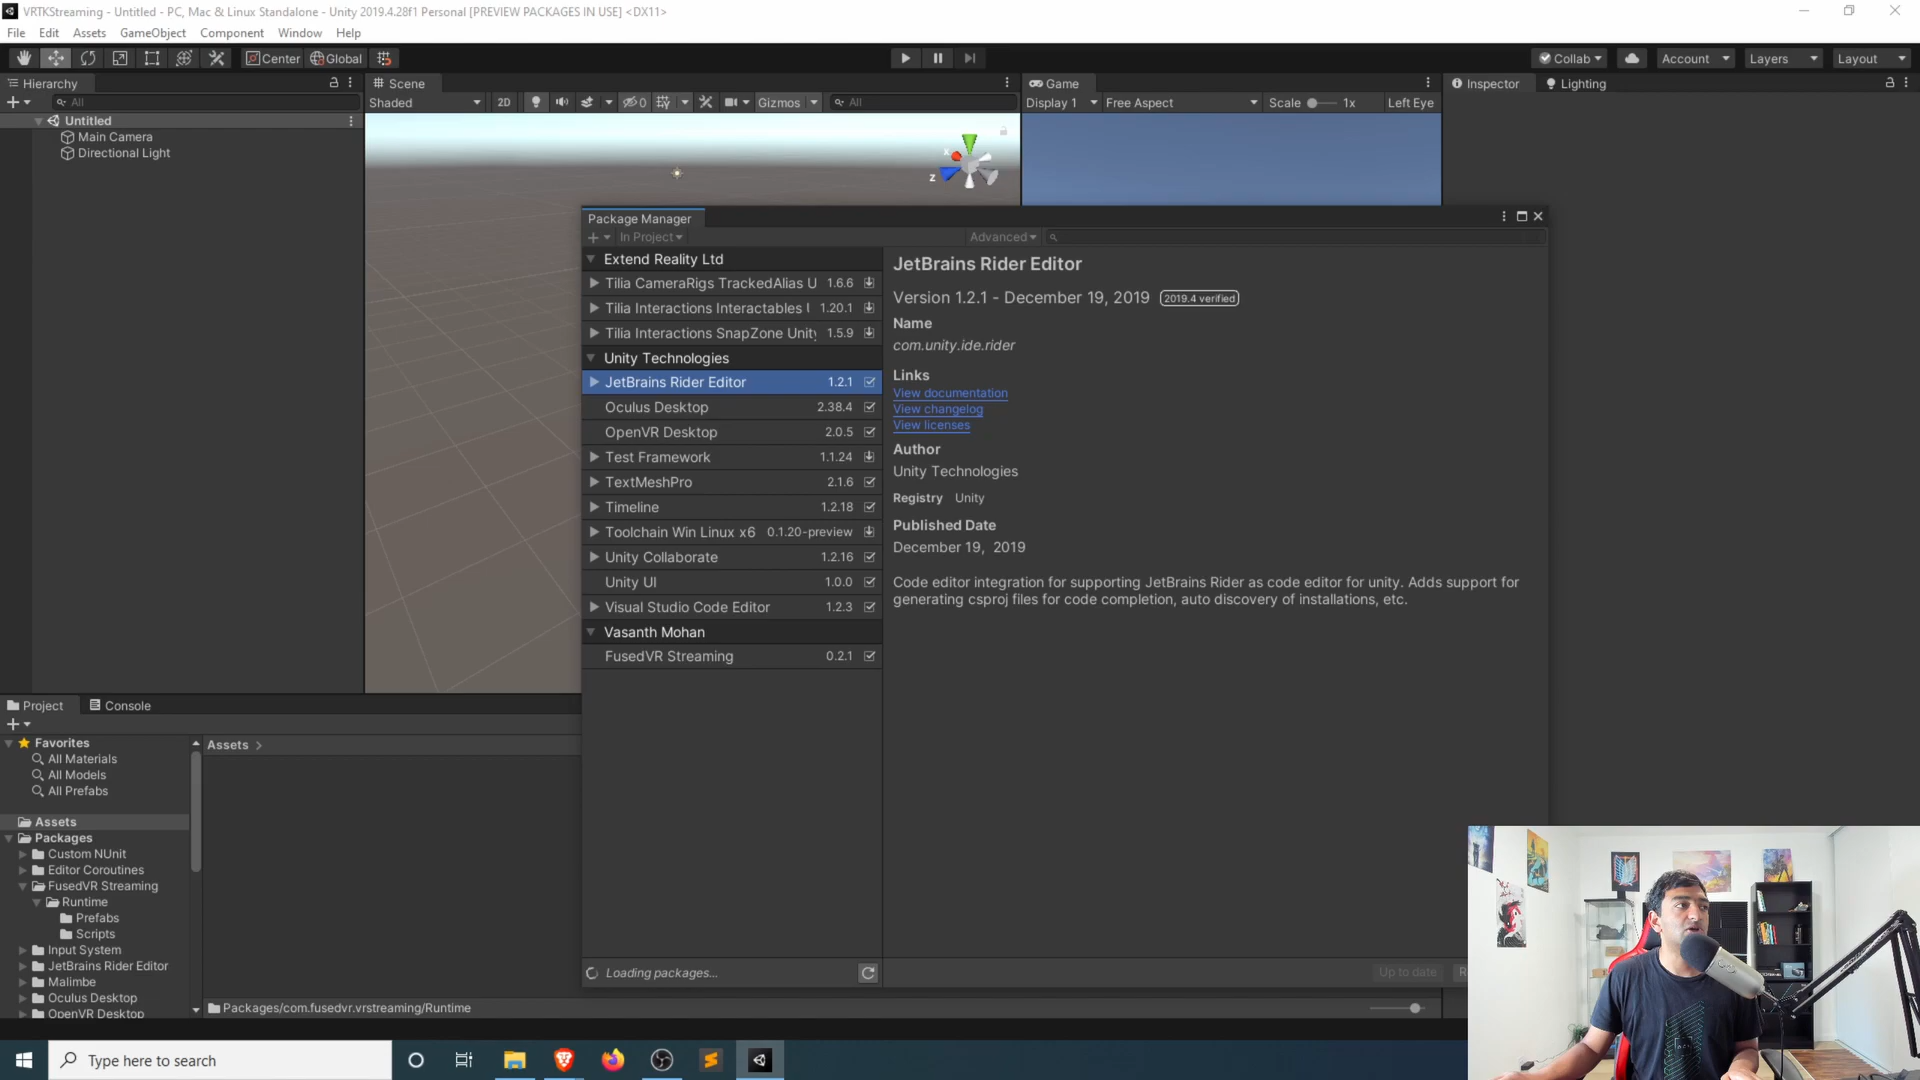 VRTKStreaming - Untitled - PC, Mac & Linux Standalone - Unity 2019.4.28f1 Personal [PREVIEW PACKAGES IN USE] <DX11>
File Edit Assets GameObject Component Window Help
Center Global
Collab Account Layers Layout
Hierarchy
Scene
Game
Inspector Lighting
All
Shaded 2D 0 Gizmos All
Display 1 Free Aspect Scale 1x Left Eye
Untitled
Main Camera
Directional Light
x
z
Package Manager
In Project
Advanced
Extend Reality Ltd
Tilia CameraRigs TrackedAlias U 1.6.6
Tilia Interactions Interactables 1.20.1
Tilia Interactions SnapZone Unity 1.5.9
Unity Technologies
JetBrains Rider Editor 1.2.1
Oculus Desktop 2.38.4
OpenVR Desktop 2.0.5
Test Framework 1.1.24
TextMeshPro 2.1.6
Timeline 1.2.18
Toolchain Win Linux x6 0.1.20-preview
Unity Collaborate 1.2.16
Unity UI 1.0.0
Visual Studio Code Editor 1.2.3
Vasanth Mohan
FusedVR Streaming 0.2.1
Loading packages...
JetBrains Rider Editor
Version 1.2.1 - December 19, 2019 2019.4 verified
Name
com.unity.ide.rider
Links
View documentation
View changelog
View licenses
Author
Unity Technologies
Registry Unity
Published Date
December 19, 2019
Code editor integration for supporting JetBrains Rider as code editor for unity. Adds support for
generating csproj files for code completion, auto discovery of installations, etc.
Up to date R
Project Console
Favorites
All Materials
All Models
All Prefabs
Assets
Packages
Custom NUnit
Editor Coroutines
FusedVR Streaming
Runtime
Prefabs
Scripts
Input System
JetBrains Rider Editor
Malimbe
Oculus Desktop
OpenVR Desktop
Assets >
Packages/com.fusedvr.vrstreaming/Runtime
Type here to search